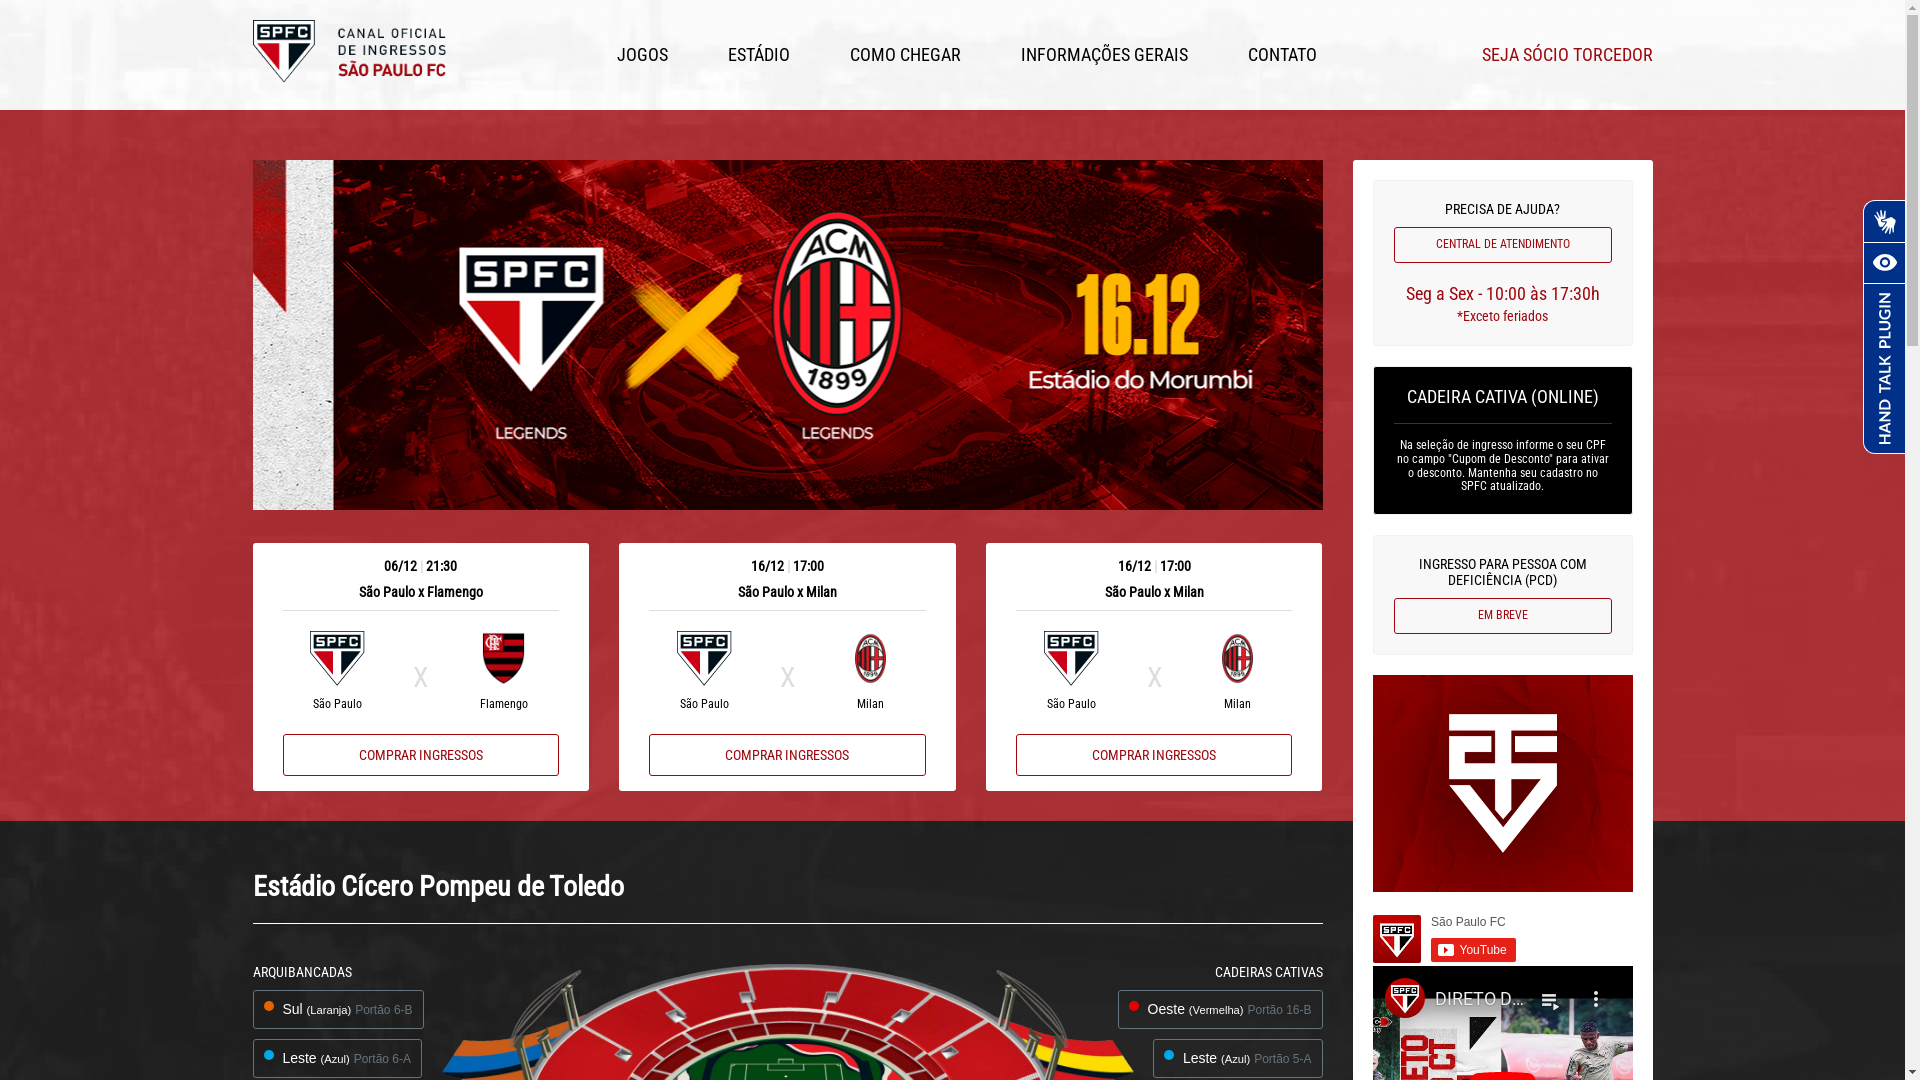 SPFC
CANAL OFICIAL
DE INGRESSOS
SÃO PAULO FC
JOGOS
ESTÁDIO
COMO CHEGAR
INFORMAÇÕES GERAIS
CONTATO
SEJA SÓCIO TORCEDOR
SPFC
LEGENDS
ACM
1899
LEGENDS
16.12
Estádio do Morumbi
06/12 | 21:30
São Paulo x Flamengo
SPFC
X
São Paulo
Flamengo
COMPRAR INGRESSOS
16/12 | 17:00
São Paulo x Milan
SPFC
X
São Paulo
Milan
COMPRAR INGRESSOS
16/12 | 17:00
São Paulo x Milan
SPFC
X
São Paulo
Milan
COMPRAR INGRESSOS
PRECISA DE AJUDA?
CENTRAL DE ATENDIMENTO
Seg a Sex - 10:00 às 17:30h
*Exceto feriados
CADEIRA CATIVA (ONLINE)
Na seleção de ingresso informe o seu CPF
no campo "Cupom de Desconto" para ativar
o desconto. Mantenha seu cadastro no
SPFC atualizado.
INGRESSO PARA PESSOA COM
DEFICIÊNCIA (PCD)
EM BREVE
SPFC
São Paulo FC
YouTube
SPFC
DIRETO D...
HAND TALK PLUGIN
Estádio Cícero Pompeu de Toledo
ARQUIBANCADAS
Sul (Laranja) Portão 6-B
Leste (Azul) Portão 6-A
CADEIRAS CATIVAS
Oeste (Vermelha) Portão 16-B
Leste (Azul) Portão 5-A